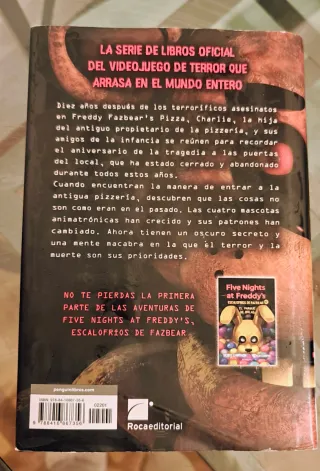 LA SERIE DE LIBROS OFICIAL
DEL VIDEOJUEGO DE TERROR QUE
ARRASA EN EL MUNDO ENTERO
Diez años después de los terroríficos asesinatos
en Freddy Fazbear's Pizza, Charlie, la hija
del antiguo propietario de la pizzería, y sus
amigos de la infancia se reúnen para recordar
el aniversario de la tragedia a las puertas
del local, que ha estado cerrado y abandonado
durante todos estos años.
Cuando encuentran la manera de entrar a la
antigua pizzería, descubren que las cosas no
son como eran en el pasado. Las cuatro mascotas
animatrónicas han crecido y sus patrones han
cambiado. Ahora tienen un oscuro secreto y
una mente macabra en la que el terror y la
muerte son sus prioridades.
NO TE PIERDAS LA PRIMERA
PARTE DE LAS AVENTURAS DE
FIVE NIGHTS AT FREDDY'S,
ESCALOFRÍOS DE FAZBEAR
Five Nights
at Freddy's
ESCALOFRÍOS DE FAZBEAR
penguinlibros.com
Rocaeditorial